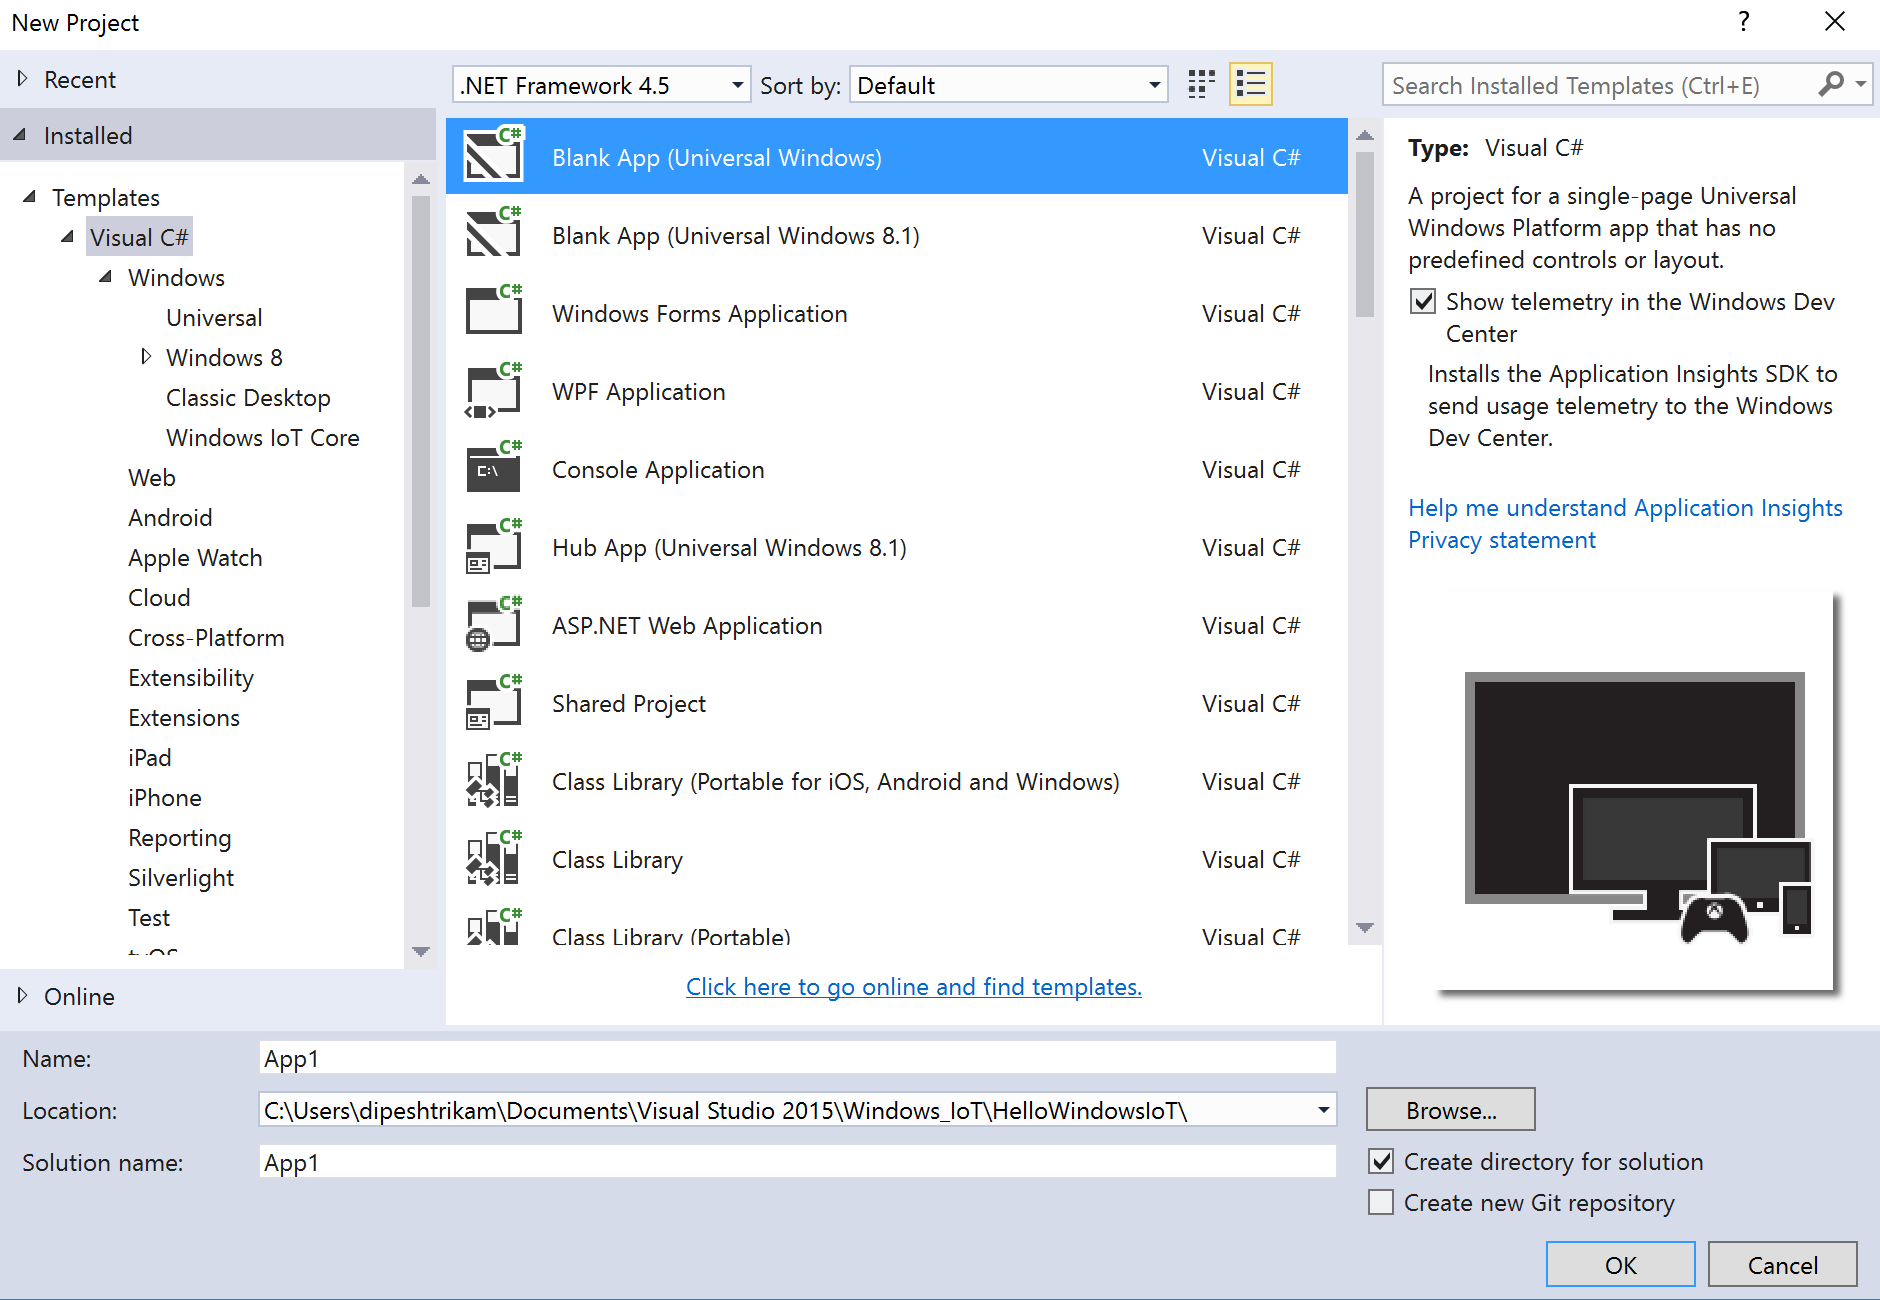 New Project
?
Recent
Installed
Templates
Visual C#
Windows
Universal
Windows 8
Classic Desktop
Windows IoT Core
Web
Android
Apple Watch
Cloud
Cross-Platform
Extensibility
Extensions
iPad
iPhone
Reporting
Silverlight
Test
tvOS
Online
.NET Framework 4.5
Sort by:
Default
Search Installed Templates (Ctrl+E)
C#
Blank App (Universal Windows)
Visual C#
C#
Blank App (Universal Windows 8.1)
Visual C#
C#
Windows Forms Application
Visual C#
C#
WPF Application
Visual C#
C#
C:\
Console Application
Visual C#
C#
Hub App (Universal Windows 8.1)
Visual C#
C#
ASP.NET Web Application
Visual C#
C#
Shared Project
Visual C#
C#
Class Library (Portable for iOS, Android and Windows)
Visual C#
C#
Class Library
Visual C#
C#
Class Library (Portable)
Visual C#
Click here to go online and find templates.
Type: Visual C#
A project for a single-page Universal
Windows Platform app that has no
predefined controls or layout.
Show telemetry in the Windows Dev
Center
Installs the Application Insights SDK to
send usage telemetry to the Windows
Dev Center.
Help me understand Application Insights
Privacy statement
Name:
App1
Location:
C:\Users\dipeshtrikam\Documents\Visual Studio 2015\Windows_IoT\HelloWindowsIoT\
Browse...
Solution name:
App1
Create directory for solution
Create new Git repository
OK
Cancel